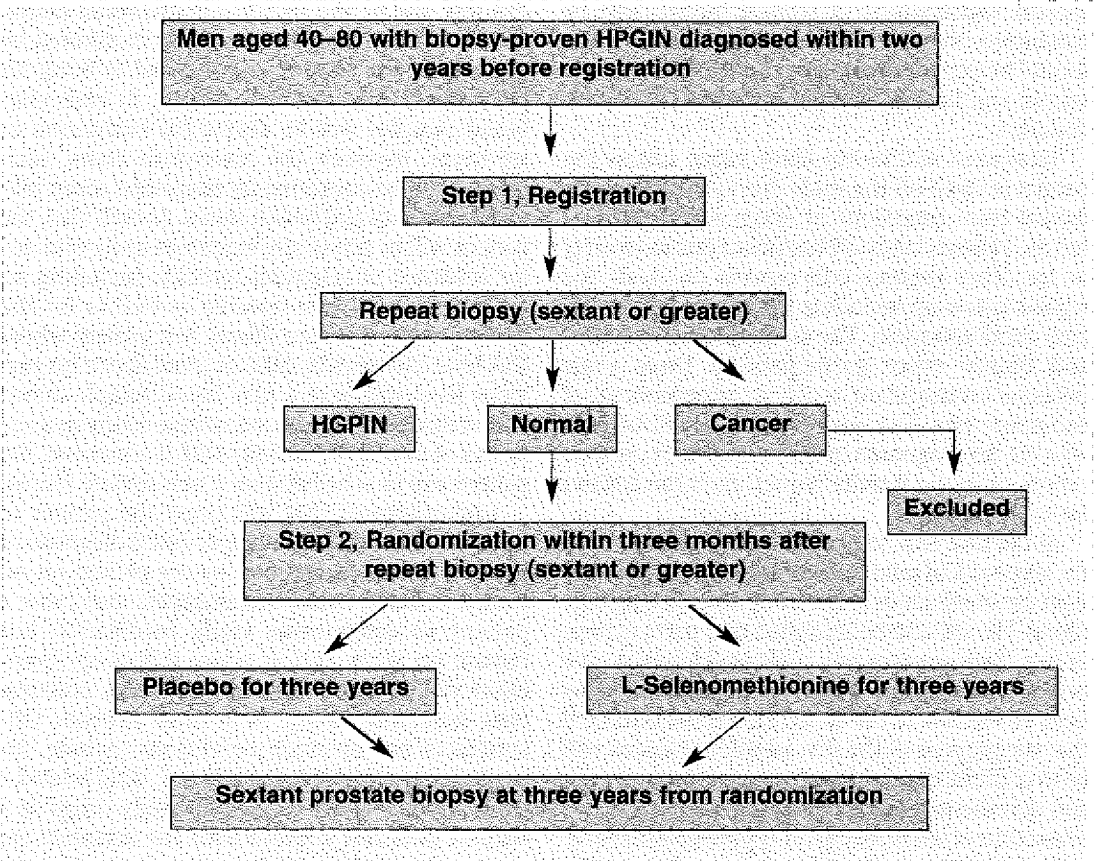 Men aged 40–80 with biopsy-proven HPGIN diagnosed within two
years before registration
Step 1, Registration
Repeat biopsy (sextant or greater)
HGPIN
Normal
Cancer
Excluded
Step 2, Randomization within three months after
repeat biopsy (sextant or greater)
Placebo for three years
L-Selenomethionine for three years
Sextant prostate biopsy at three years from randomization